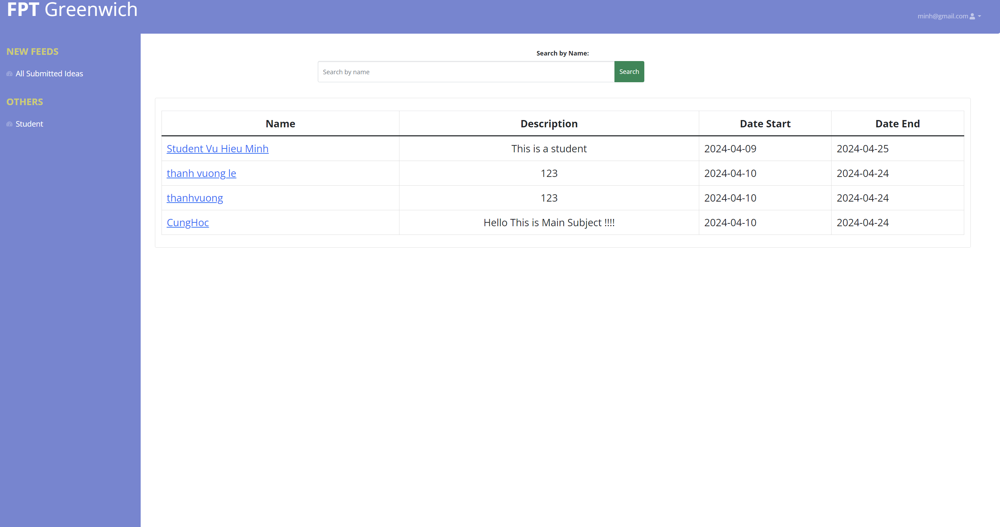 FPT Greenwich
minh@gmail.com
NEW FEEDS
All Submitted Ideas
OTHERS
Student
Search by Name:
Search by name Search
Name Description Date Start Date End
Student Vu Hieu Minh This is a student 2024-04-09 2024-04-25
thanh vuong le 123 2024-04-10 2024-04-24
thanhvuong 123 2024-04-10 2024-04-24
CungHoc Hello This is Main Subject !!!! 2024-04-10 2024-04-24